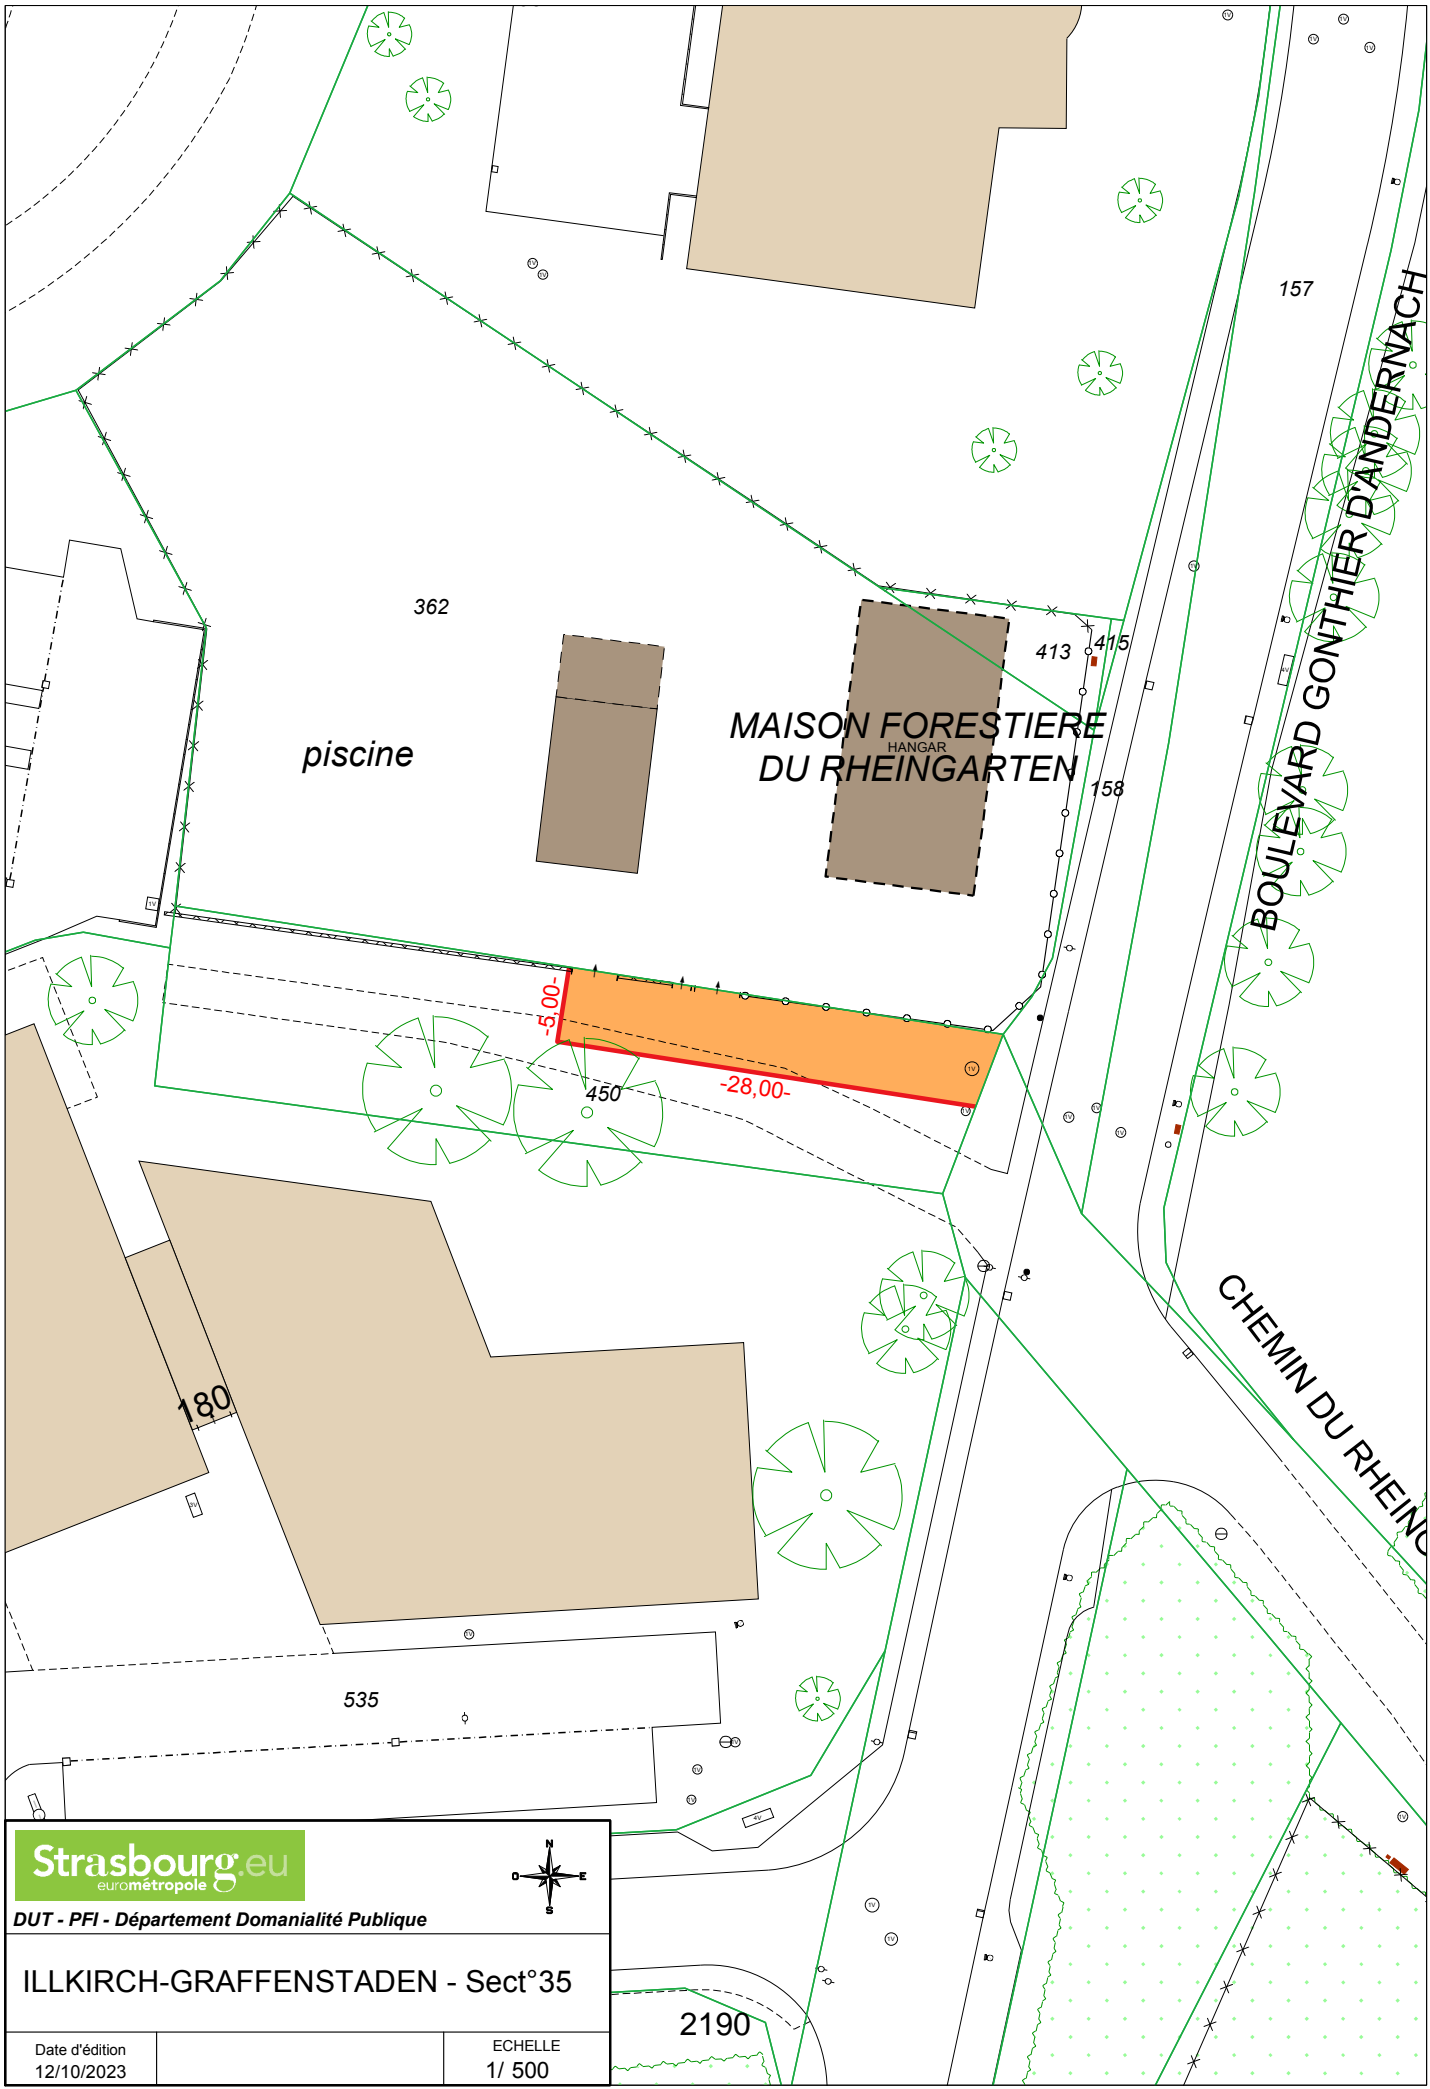 157
BOULEVARD GONTHIER D'ANDERNACH
362
413
415
MAISON FORESTIERE
HANGAR
DU RHEINGARTEN
piscine
158
-5,00-
-28,00-
450
180
CHEMIN DU RHEING
535
2190
Strasbourg.eu
eurométropole
N
O
E
S
DUT - PFI - Département Domanialité Publique
ILLKIRCH-GRAFFENSTADEN - Sect°35
Date d'édition
12/10/2023
ECHELLE
1/ 500